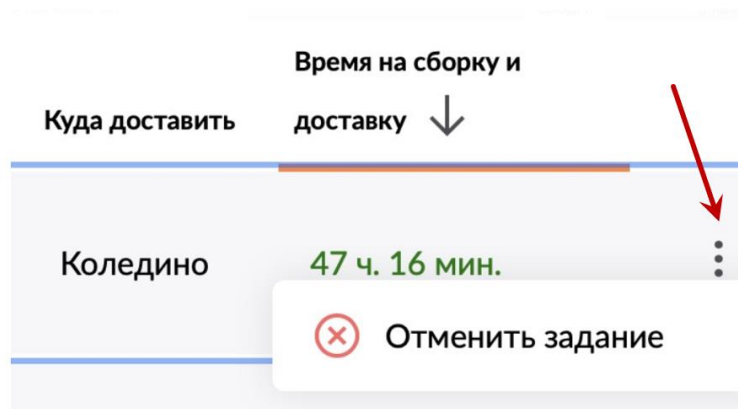 Время на сборку и
Куда доставить доставку
Коледино 47 ч. 16 мин.
Отменить задание